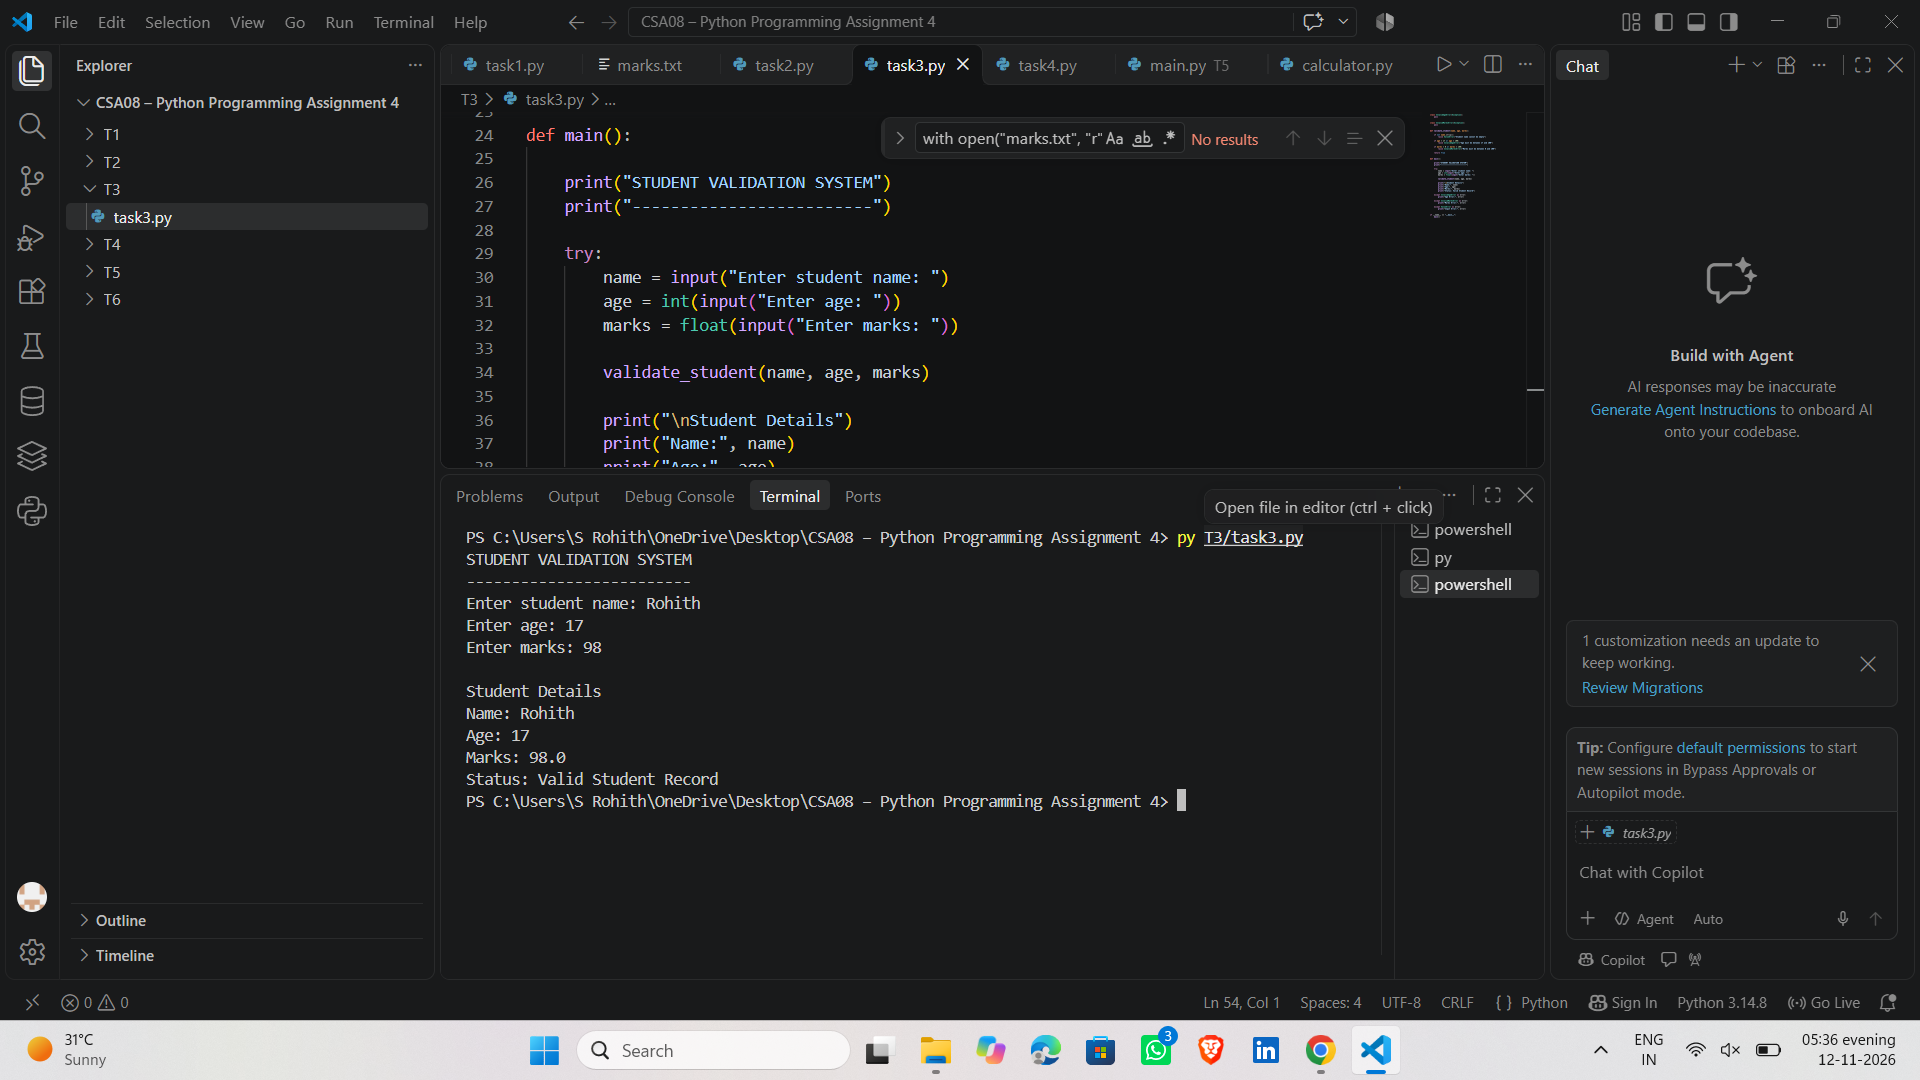 File Edit Selection View Go Run Terminal Help
CSA08 – Python Programming Assignment 4
Explorer
CSA08 – Python Programming Assignment 4
T1
T2
T3
task3.py
T4
T5
T6
Outline
Timeline
task1.py marks.txt task2.py task3.py task4.py main.py T5 calculator.py
T3 > task3.py > ...
with open("marks.txt", "r" Aa ab .* No results
24 def main():
25
26 print("STUDENT VALIDATION SYSTEM")
27 print("-------------------------")
28
29 try:
30 name = input("Enter student name: ")
31 age = int(input("Enter age: "))
32 marks = float(input("Enter marks: "))
33
34 validate_student(name, age, marks)
35
36 print("\nStudent Details")
37 print("Name:", name)
38 print("Age:", age)
Problems Output Debug Console Terminal Ports
Open file in editor (ctrl + click)
PS C:\Users\S Rohith\OneDrive\Desktop\CSA08 – Python Programming Assignment 4> py T3/task3.py
STUDENT VALIDATION SYSTEM
-------------------------
Enter student name: Rohith
Enter age: 17
Enter marks: 98
Student Details
Name: Rohith
Age: 17
Marks: 98.0
Status: Valid Student Record
PS C:\Users\S Rohith\OneDrive\Desktop\CSA08 – Python Programming Assignment 4>
powershell
py
powershell
Chat
Build with Agent
AI responses may be inaccurate
Generate Agent Instructions to onboard AI
onto your codebase.
1 customization needs an update to
keep working.
Review Migrations
Tip: Configure default permissions to start
new sessions in Bypass Approvals or
Autopilot mode.
task3.py
Chat with Copilot
Agent Auto
Copilot
0 0
Ln 54, Col 1 Spaces: 4 UTF-8 CRLF { } Python Sign In Python 3.14.8 Go Live
31°C
Sunny
Search
3
in
ENG
IN
05:36 evening
12-11-2026